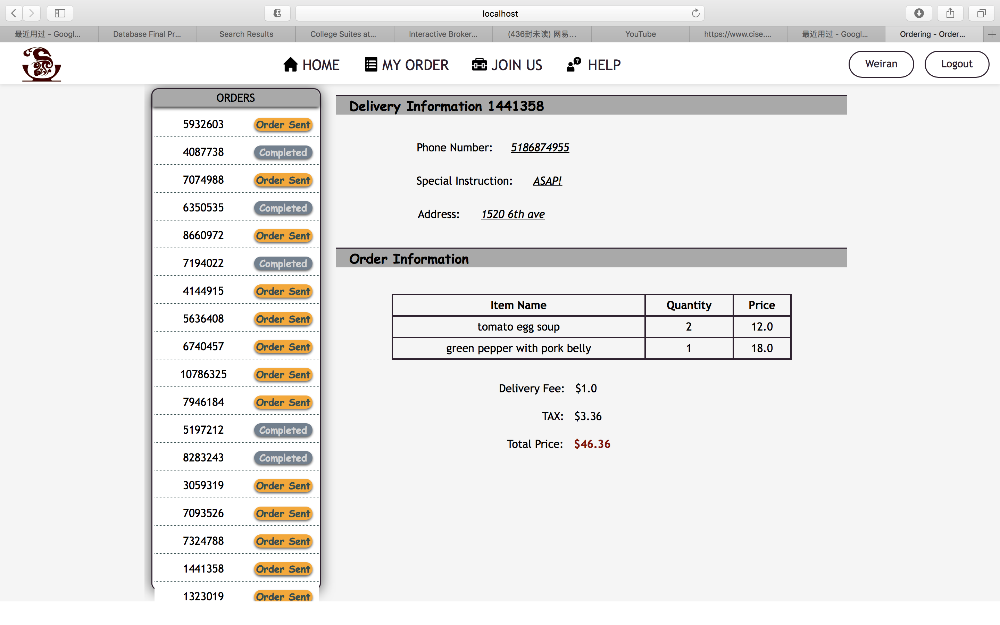 localhost
最近用过 - Googl...
Database Final Pr...
Search Results
College Suites at...
Interactive Broker...
(436封未读) 网易...
YouTube
https://www.cise....
最近用过 - Googl...
Ordering - Order...
HOME
MY ORDER
JOIN US
HELP
Weiran
Logout
ORDERS
5932603 Order Sent
4087738 Completed
7074988 Order Sent
6350535 Completed
8660972 Order Sent
7194022 Completed
4144915 Order Sent
5636408 Order Sent
6740457 Order Sent
10786325 Order Sent
7946184 Order Sent
5197212 Completed
8283243 Completed
3059319 Order Sent
7093526 Order Sent
7324788 Order Sent
1441358 Order Sent
1323019 Order Sent
Delivery Information 1441358
Phone Number: 5186874955
Special Instruction: ASAP!
Address: 1520 6th ave
Order Information
Item Name Quantity Price
tomato egg soup 2 12.0
green pepper with pork belly 1 18.0
Delivery Fee: $1.0
TAX: $3.36
Total Price: $46.36